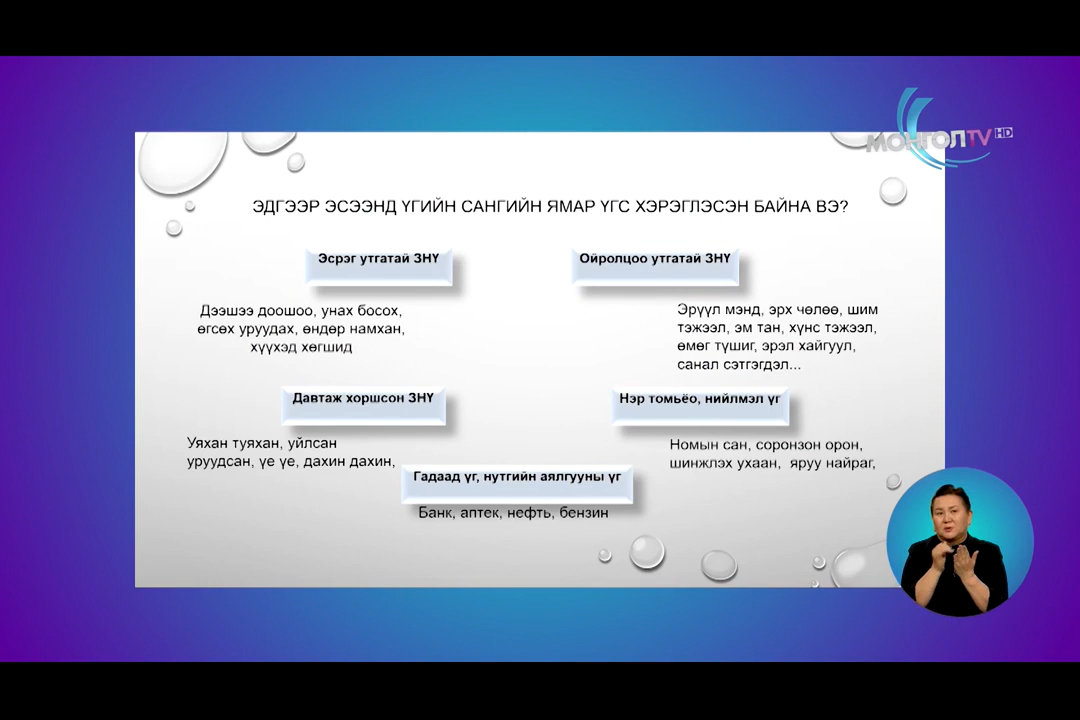 МОНГОЛTV HD
ЭДГЭЭР ЭСЭЭНД ҮГИЙН САНГИЙН ЯМАР ҮГС ХЭРЭГЛЭСЭН БАЙНА ВЭ?
Эсрэг утгатай ЗНҮ
Дээшээ доошоо, унах босох,
өгсөх уруудах, өндөр намхан,
хүүхэд хөгшид
Ойролцоо утгатай ЗНҮ
Эрүүл мэнд, эрх чөлөө, шим
тэжээл, эм тан, хүнс тэжээл,
өмөг түшиг, эрэл хайгуул,
санал сэтгэгдэл...
Давтаж хоршсон ЗНҮ
Уяхан туяхан, уйлсан
уруудсан, үе үе, дахин дахин,
Нэр томьёо, нийлмэл үг
Номын сан, соронзон орон,
шинжлэх ухаан, яруу найраг,
Гадаад үг, нутгийн аялгууны үг
Банк, аптек, нефть, бензин